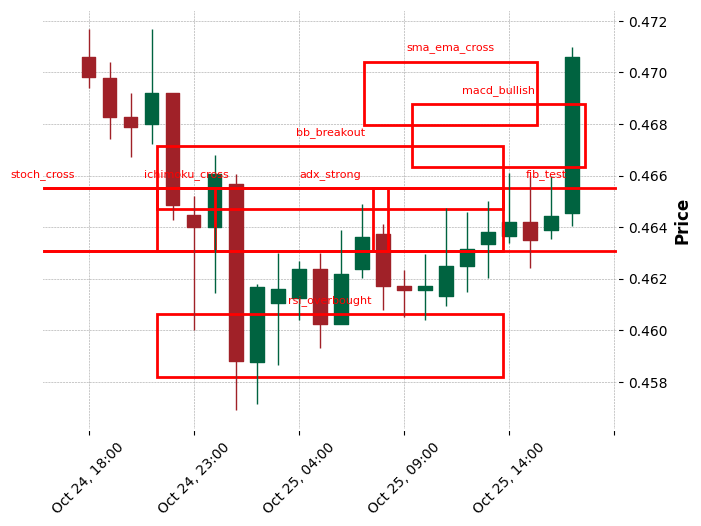 0.472
sma_ema_cross
0.470
macd_bullish
0.468
bb_breakout
stoch_cross
ichimoku_cross
adx_strong
fib_test
0.466
Price
0.464
0.462
rsi_overbought
0.460
0.458
Oct 24, 18:00
Oct 24, 23:00
Oct 25, 04:00
Oct 25, 09:00
Oct 25, 14:00